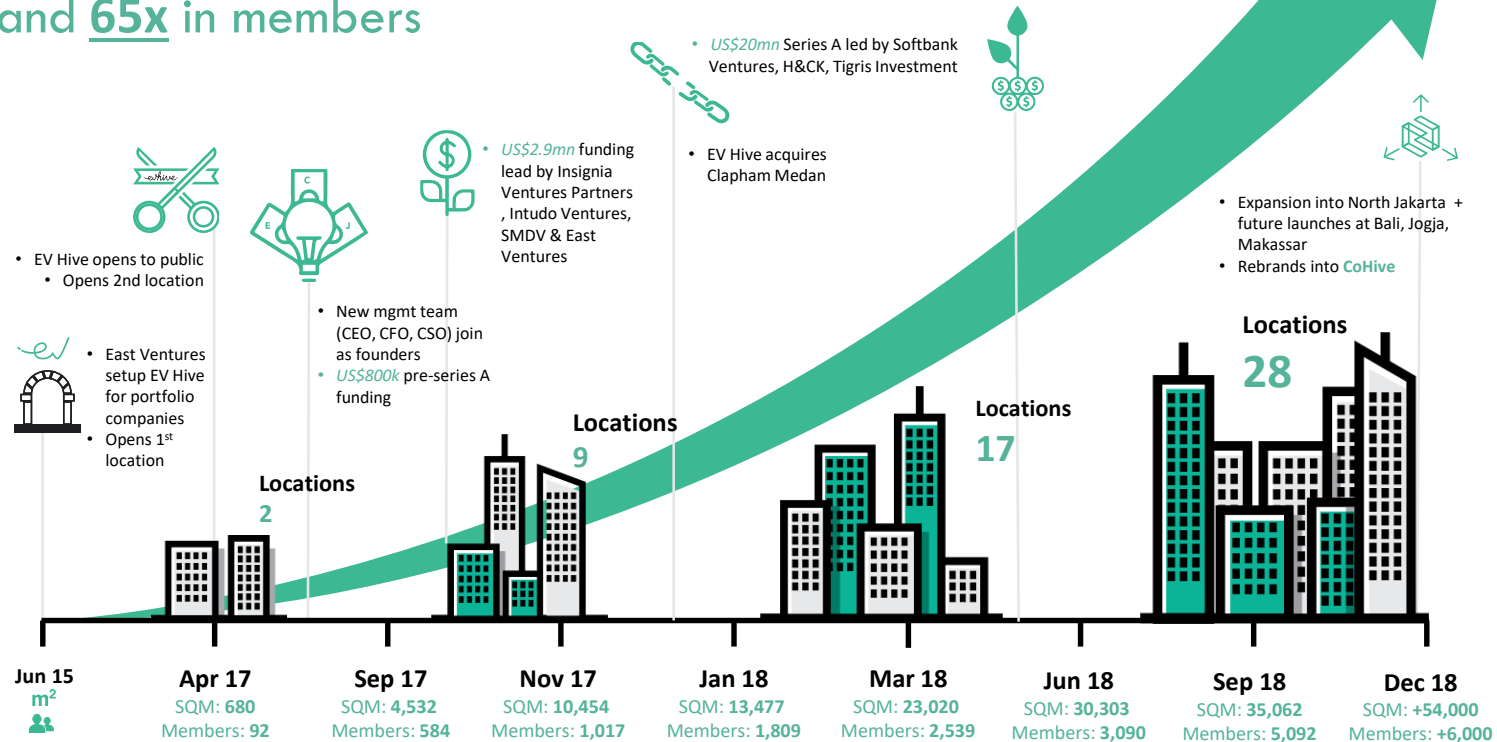 and 65x in members
• US$20mn Series A led by Softbank
Ventures, H&CK, Tigris Investment
evhive
C
E
J
$
• US$2.9mn funding
lead by Insignia
Ventures Partners
, Intudo Ventures,
SMDV & East
Ventures
• EV Hive acquires
Clapham Medan
$ $ $
$ $
• Expansion into North Jakarta +
future launches at Bali, Jogja,
Makassar
• Rebrands into CoHive
• EV Hive opens to public
• Opens 2nd location
• New mgmt team
(CEO, CFO, CSO) join
as founders
• US$800k pre-series A
funding
ev
• East Ventures
setup EV Hive
for portfolio
companies
• Opens 1st
location
Locations
2
Locations
9
Locations
17
Locations
28
Jun 15
m²
Apr 17
SQM: 680
Members: 92
Sep 17
SQM: 4,532
Members: 584
Nov 17
SQM: 10,454
Members: 1,017
Jan 18
SQM: 13,477
Members: 1,809
Mar 18
SQM: 23,020
Members: 2,539
Jun 18
SQM: 30,303
Members: 3,090
Sep 18
SQM: 35,062
Members: 5,092
Dec 18
SQM: +54,000
Members: +6,000